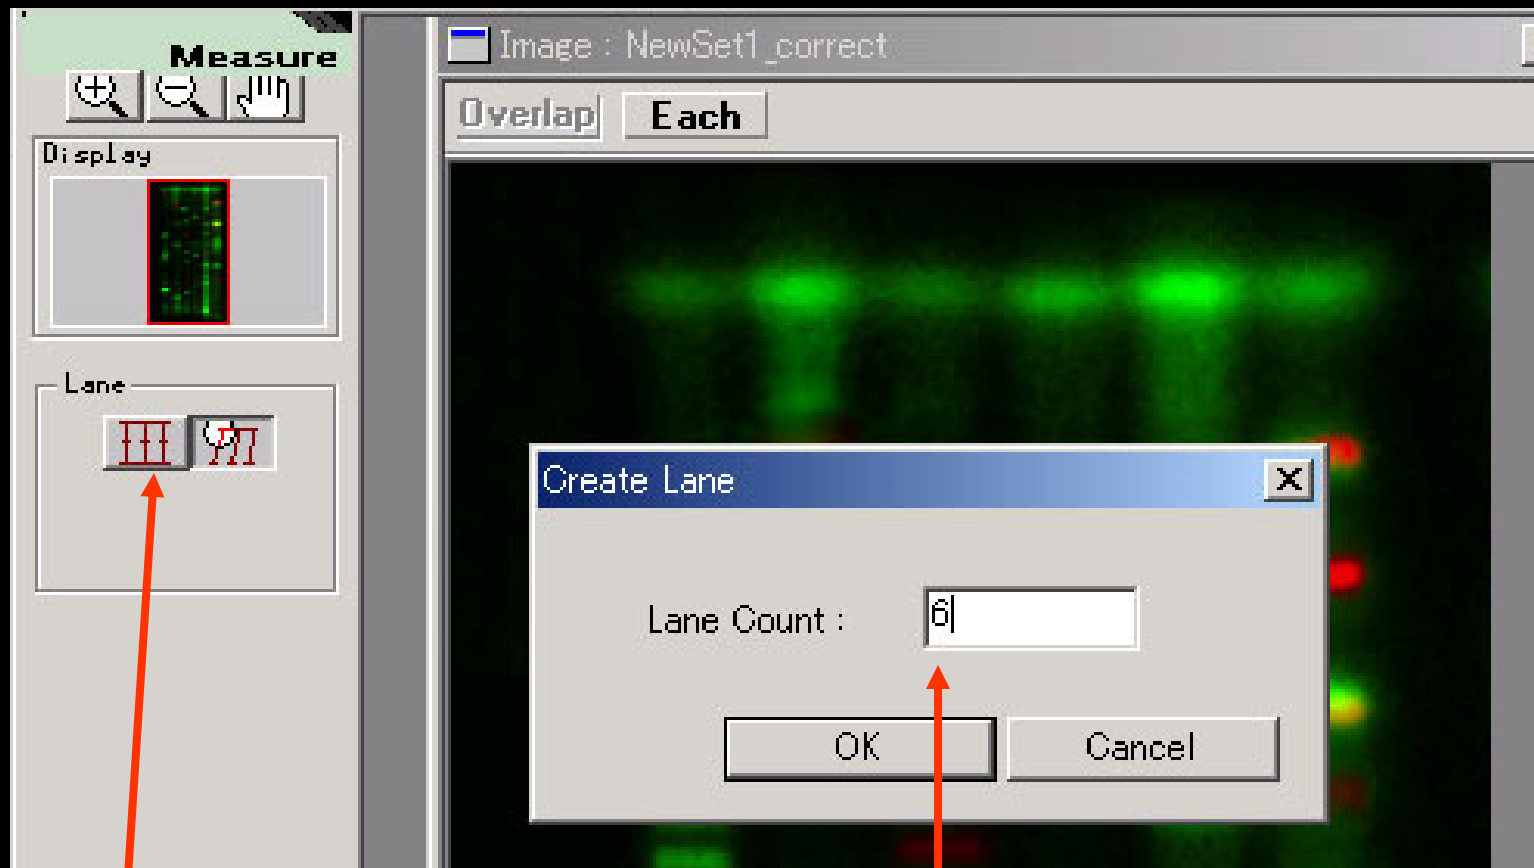 Measure
Display
Lane
Image : NewSet1_correct
Overlap Each
Create Lane
Lane Count : 6
OK Cancel